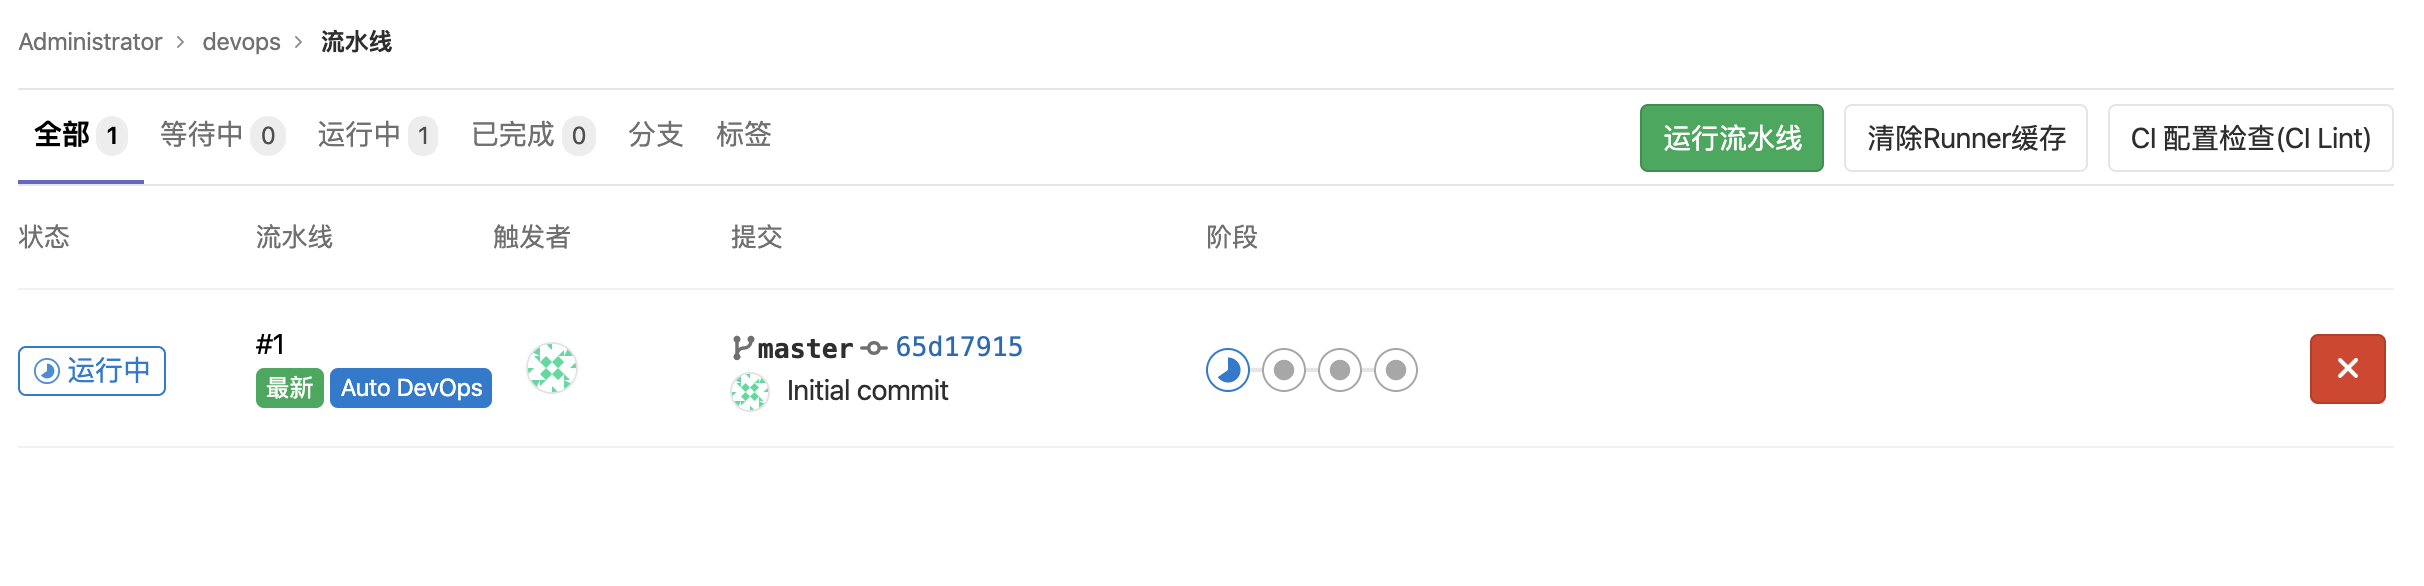 Administrator > devops > 流水线
全部 1 等待中 0 运行中 1 已完成 0 分支 标签 运行流水线 清除Runner缓存 CI 配置检查(CI Lint)
状态 流水线 触发者 提交 阶段
运行中 #1 master 65d17915
最新 Auto DevOps Initial commit